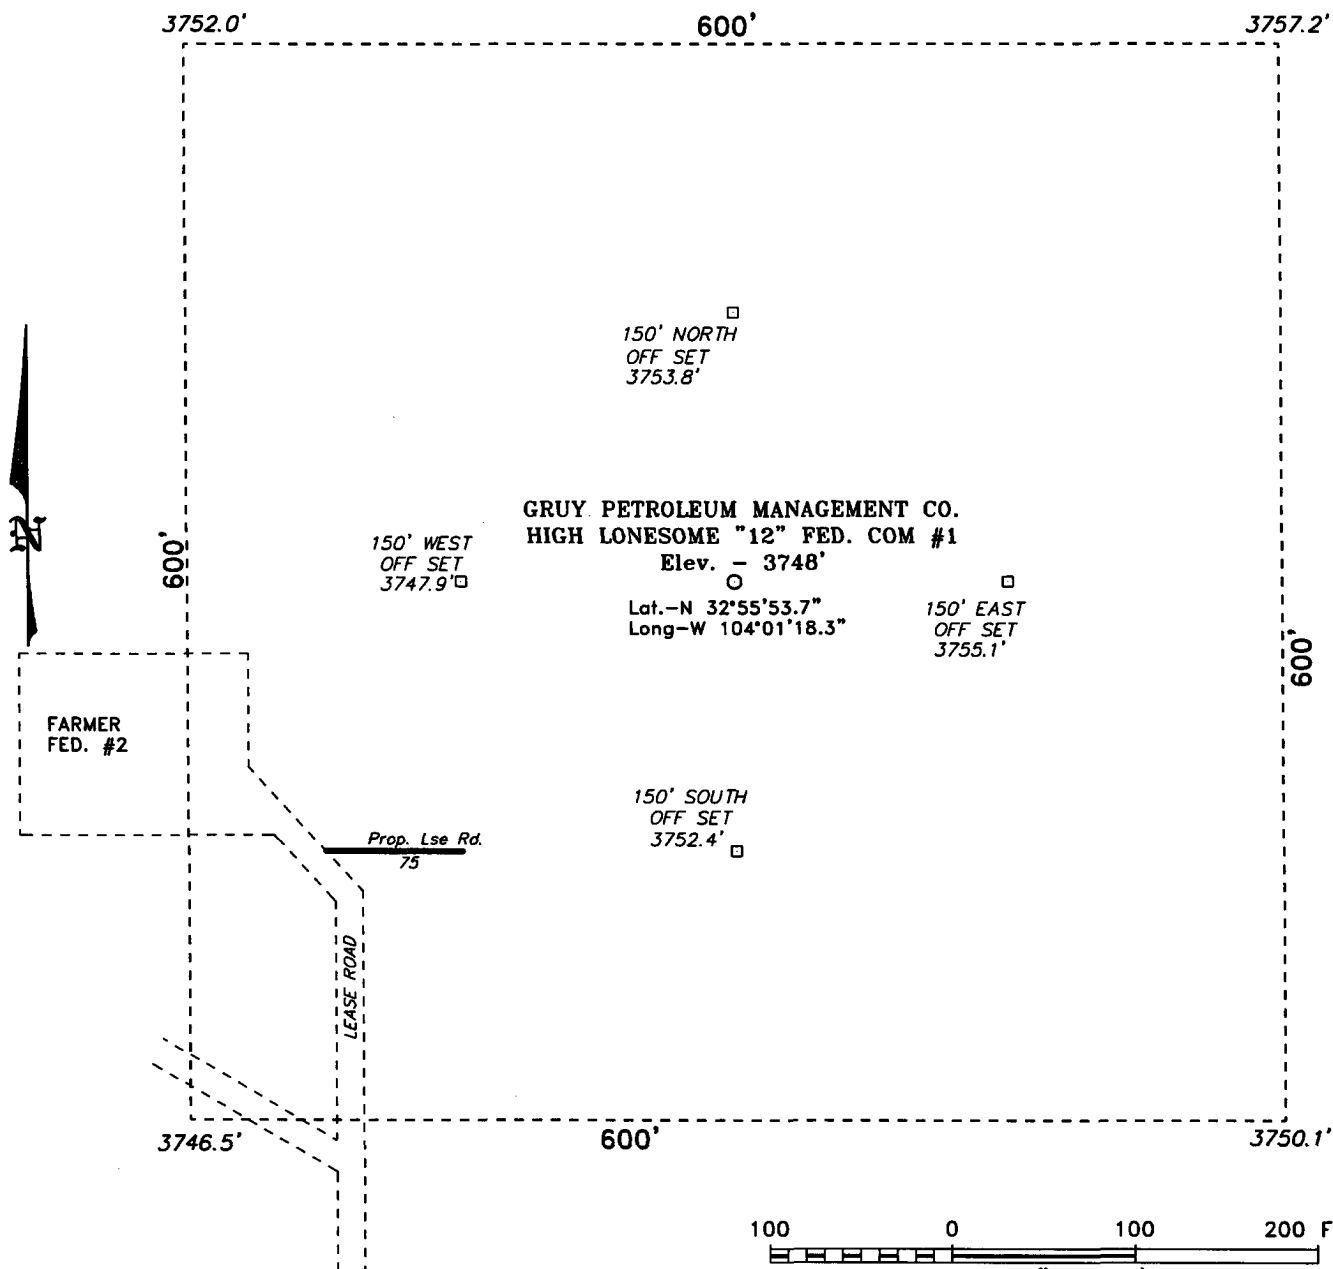 3752.0'
600'
3757.2'
150' NORTH
OFF SET
3753.8'
GRUY PETROLEUM MANAGEMENT CO.
HIGH LONESOME "12" FED. COM #1
Elev. - 3748'
Lat.-N 32°55'53.7"
Long-W 104°01'18.3"
N
600'
150' WEST
OFF SET
3747.9'
150' EAST
OFF SET
3755.1'
600'
FARMER
FED. #2
150' SOUTH
OFF SET
3752.4'
Prop. Lse Rd.
75
LEASE ROAD
3746.5'
600'
3750.1'
100 0 100 200 F